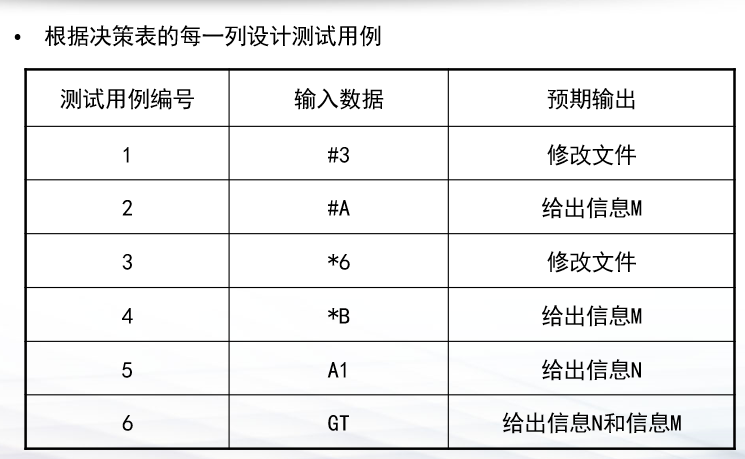 • 根据决策表的每一列设计测试用例
测试用例编号 输入数据 预期输出
1 #3 修改文件
2 #A 给出信息M
3 *6 修改文件
4 *B 给出信息M
5 A1 给出信息N
6 GT 给出信息N和信息M